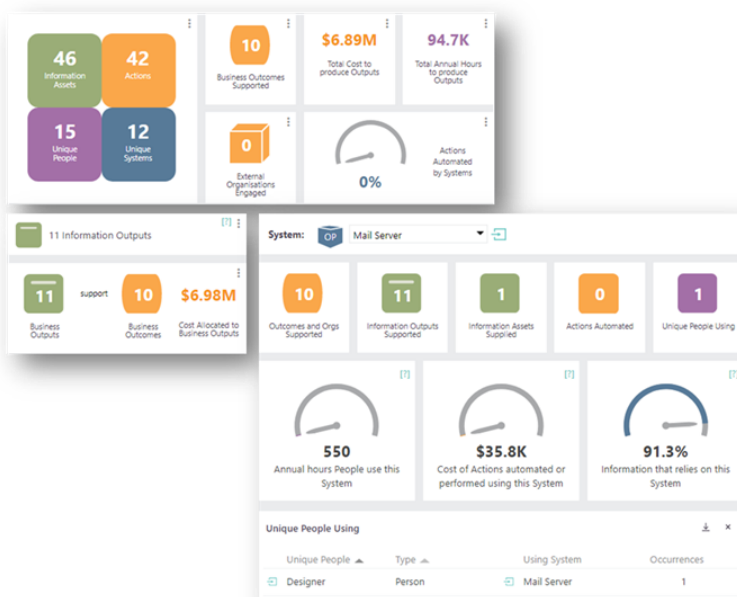 46
Information
Assets
42
Actions
15
Unique
People
12
Unique
Systems
10
Business Outcomes
Supported
$6.89M
Total Cost to
produce Outputs
94.7K
Total Annual Hours
to produce
Outputs
0
External
Organisations
Engaged
0%
Actions
Automated
by Systems
11 Information Outputs
[?]
11
Business
Outputs
support
10
Business
Outcomes
$6.98M
Cost Allocated to
Business Outputs
System: OP Mail Server
10
Outcomes and Orgs
Supported
11
Information Outputs
Supported
1
Information Assets
Supplied
0
Actions Automated
1
Unique People Using
[?]
550
Annual hours People use this
System
[?]
$35.8K
Cost of Actions automated or
performed using this System
[?]
91.3%
Information that relies on this
System
Unique People Using
Unique People Type Using System Occurrences
Designer Person Mail Server 1